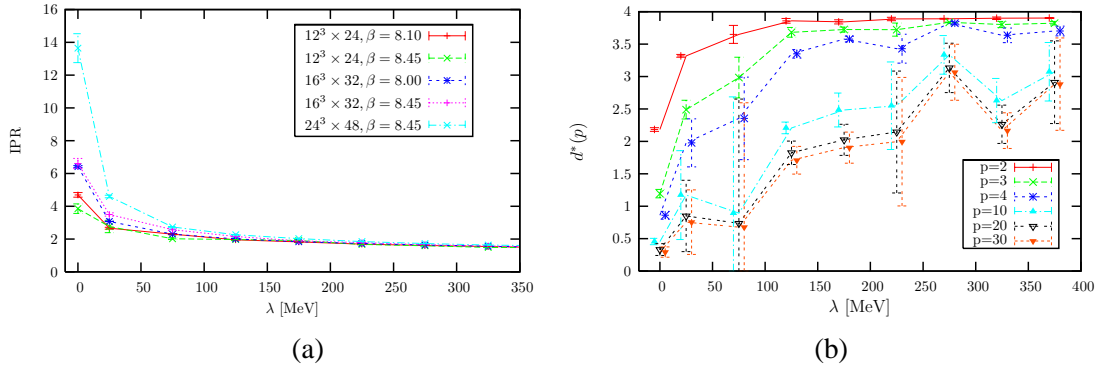 16
14
12
10
8
6
4
2
0
IPR
0 50 100 150 200 250 300 350
λ [MeV]
12³ × 24, β = 8.10
12³ × 24, β = 8.45
16³ × 32, β = 8.00
16³ × 32, β = 8.45
24³ × 48, β = 8.45
(a)
4
3.5
3
2.5
2
1.5
1
0.5
0
d*(p)
0 50 100 150 200 250 300 350 400
λ [MeV]
p=2
p=3
p=4
p=10
p=20
p=30
(b)